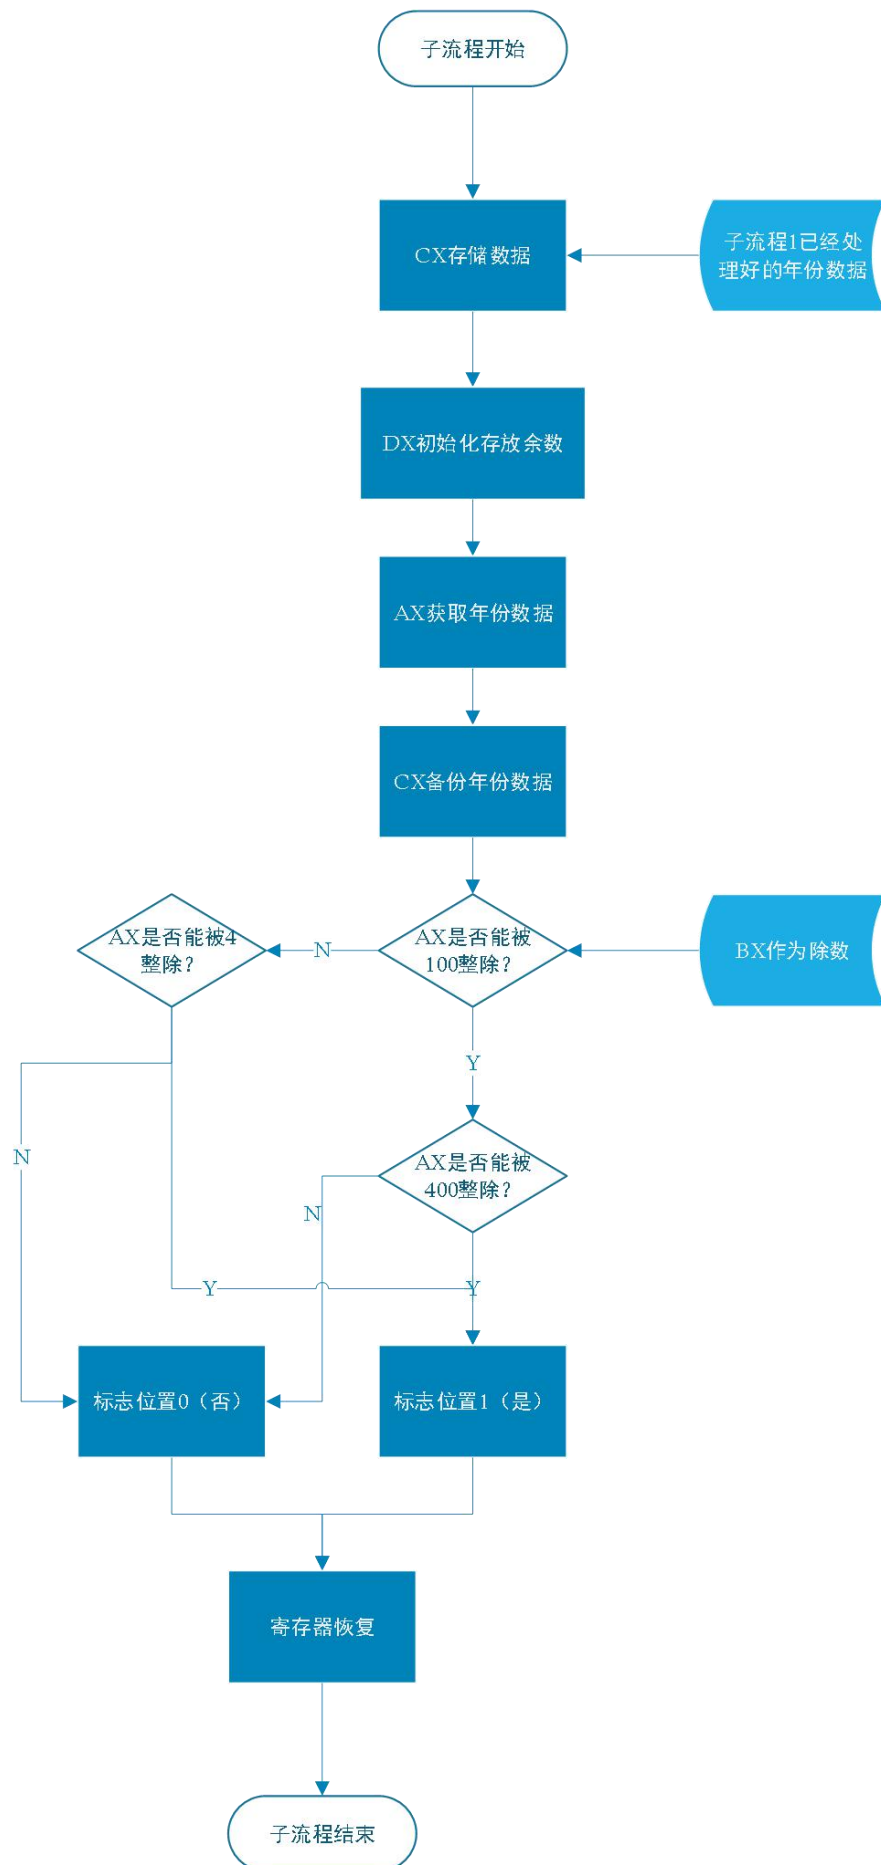 子流程开始
CX存储数据
子流程1已经处
理好的年份数据
DX初始化存放余数
AX获取年份数据
CX备份年份数据
AX是否能被4
整除？
N
AX是否能被
100整除？
BX作为除数
Y
N
AX是否能被
400整除？
N
Y
Y
标志位置0（否）
标志位置1（是）
寄存器恢复
子流程结束